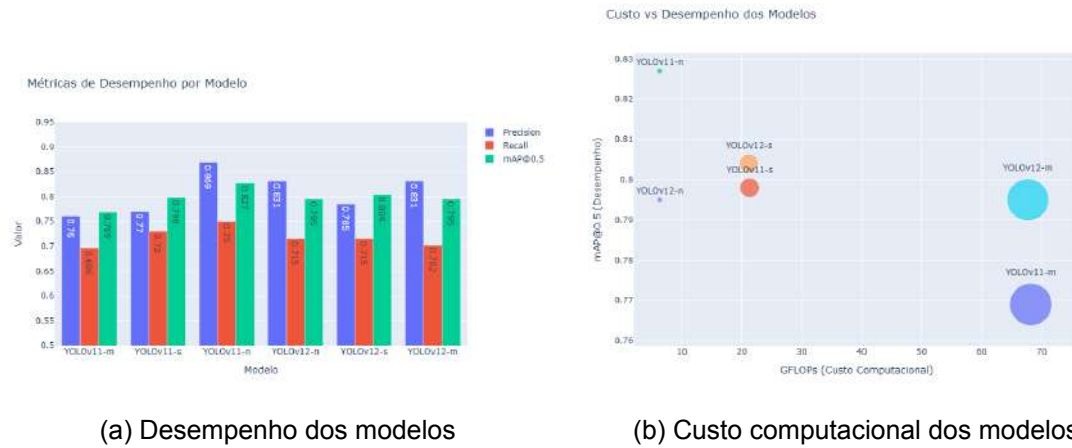 Custo vs Desempenho dos Modelos
Métricas de Desempenho por Modelo
0.95
0.9
0.85
0.8
0.75
0.7
0.65
0.6
0.55
0.5
Valor
0.76
0.696
0.769
0.77
0.73
0.798
0.869
0.75
0.827
0.831
0.715
0.795
0.785
0.715
0.804
0.831
0.702
0.795
YOLOv11-m YOLOv11-s YOLOv11-n YOLOv12-n YOLOv12-s YOLOv12-m
Modelo
Precision
Recall
mAP@0.5
0.83
0.82
0.81
0.8
0.79
0.78
0.77
0.76
mAP@0.5 (Desempenho)
YOLOv11-n
YOLOv12-s
YOLOv11-s
YOLOv12-m
YOLOv12-n
YOLOv11-m
10 20 30 40 50 60 70
GFLOPs (Custo Computacional)
(a) Desempenho dos modelos
(b) Custo computacional dos modelos